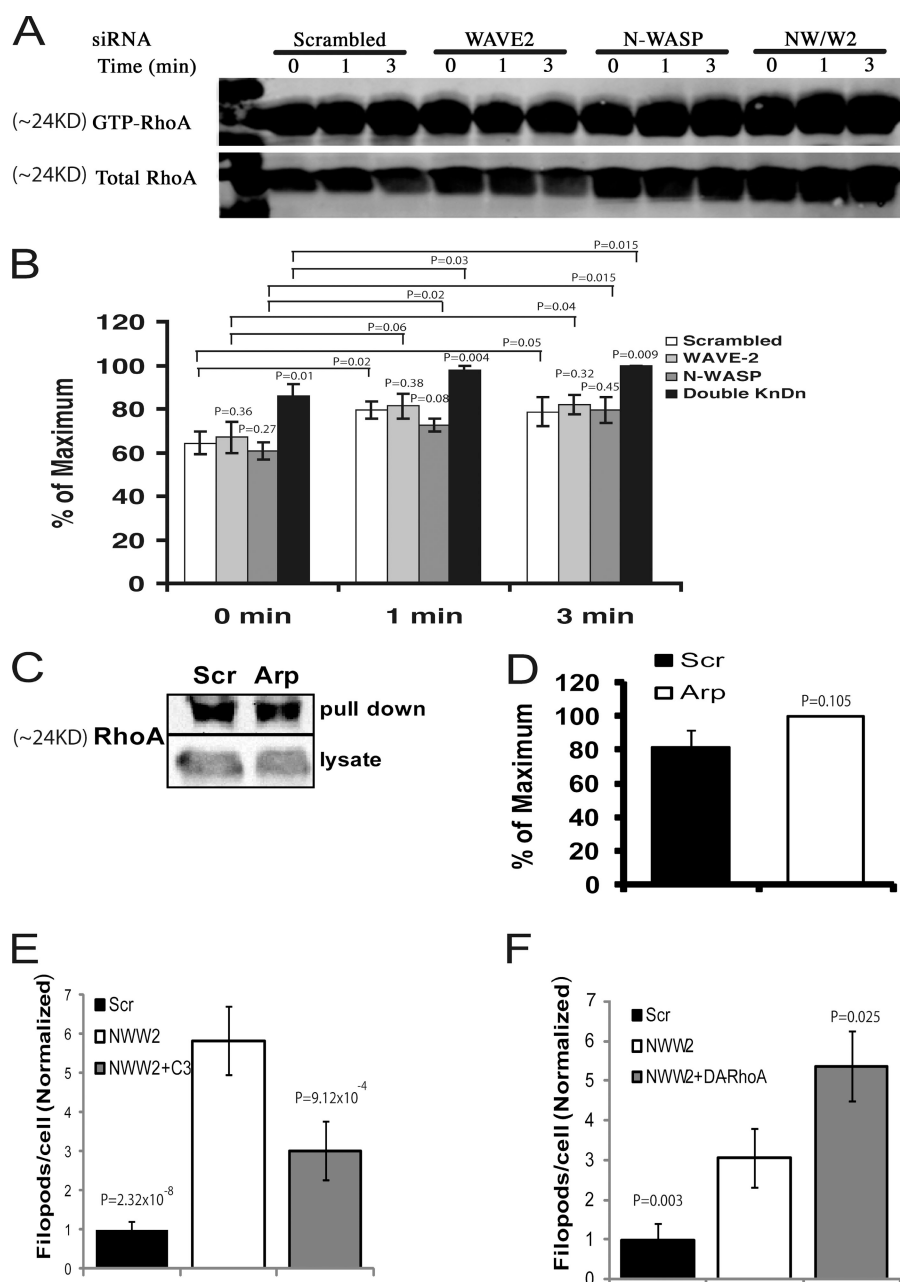 A
siRNA Scrambled WAVE2 N-WASP NW/W2
Time (min) 0 1 3 0 1 3 0 1 3 0 1 3
(~24KD) GTP-RhoA
(~24KD) Total RhoA
B
P=0.015
P=0.03
P=0.015
P=0.02
P=0.04
P=0.06
P=0.05
P=0.02
Scrambled
WAVE-2
N-WASP
Double KnDn
P=0.36
P=0.27
P=0.01
P=0.38
P=0.08
P=0.004
P=0.32
P=0.45
P=0.009
% of Maximum
120
100
80
60
40
20
0
0 min 1 min 3 min
C
Scr Arp
(~24KD) RhoA
pull down
lysate
D
Scr
Arp
P=0.105
% of Maximum
120
100
80
60
40
20
0
E
Filopods/cell (Normalized)
7
6
5
4
3
2
1
0
Scr
NWW2
NWW2+C3
P=2.32x10-8
P=9.12x10-4
F
Filopods/cell (Normalized)
7
6
5
4
3
2
1
0
Scr
NWW2
NWW2+DA-RhoA
P=0.003
P=0.025